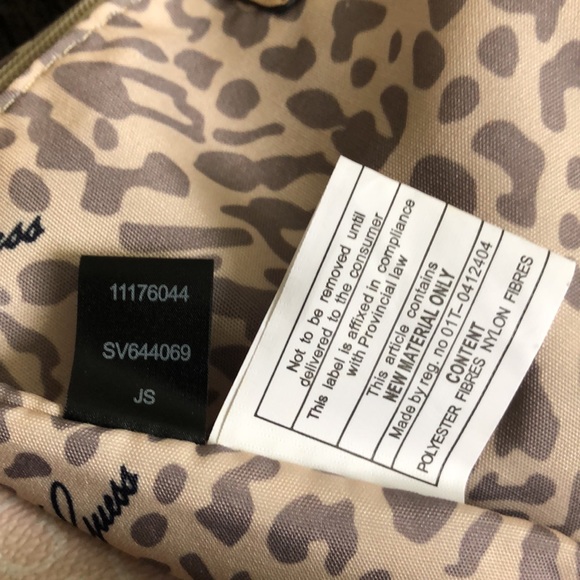 ess
11176044
SV644069
JS
Not to be removed until
delivered to the consumer
This label is affixed in compliance
with Provincial law
This article contains
NEW MATERIAL ONLY
Made by reg. no 01T-0412404
CONTENT
POLYESTER FIBRES NYLON FIBRES
Guess